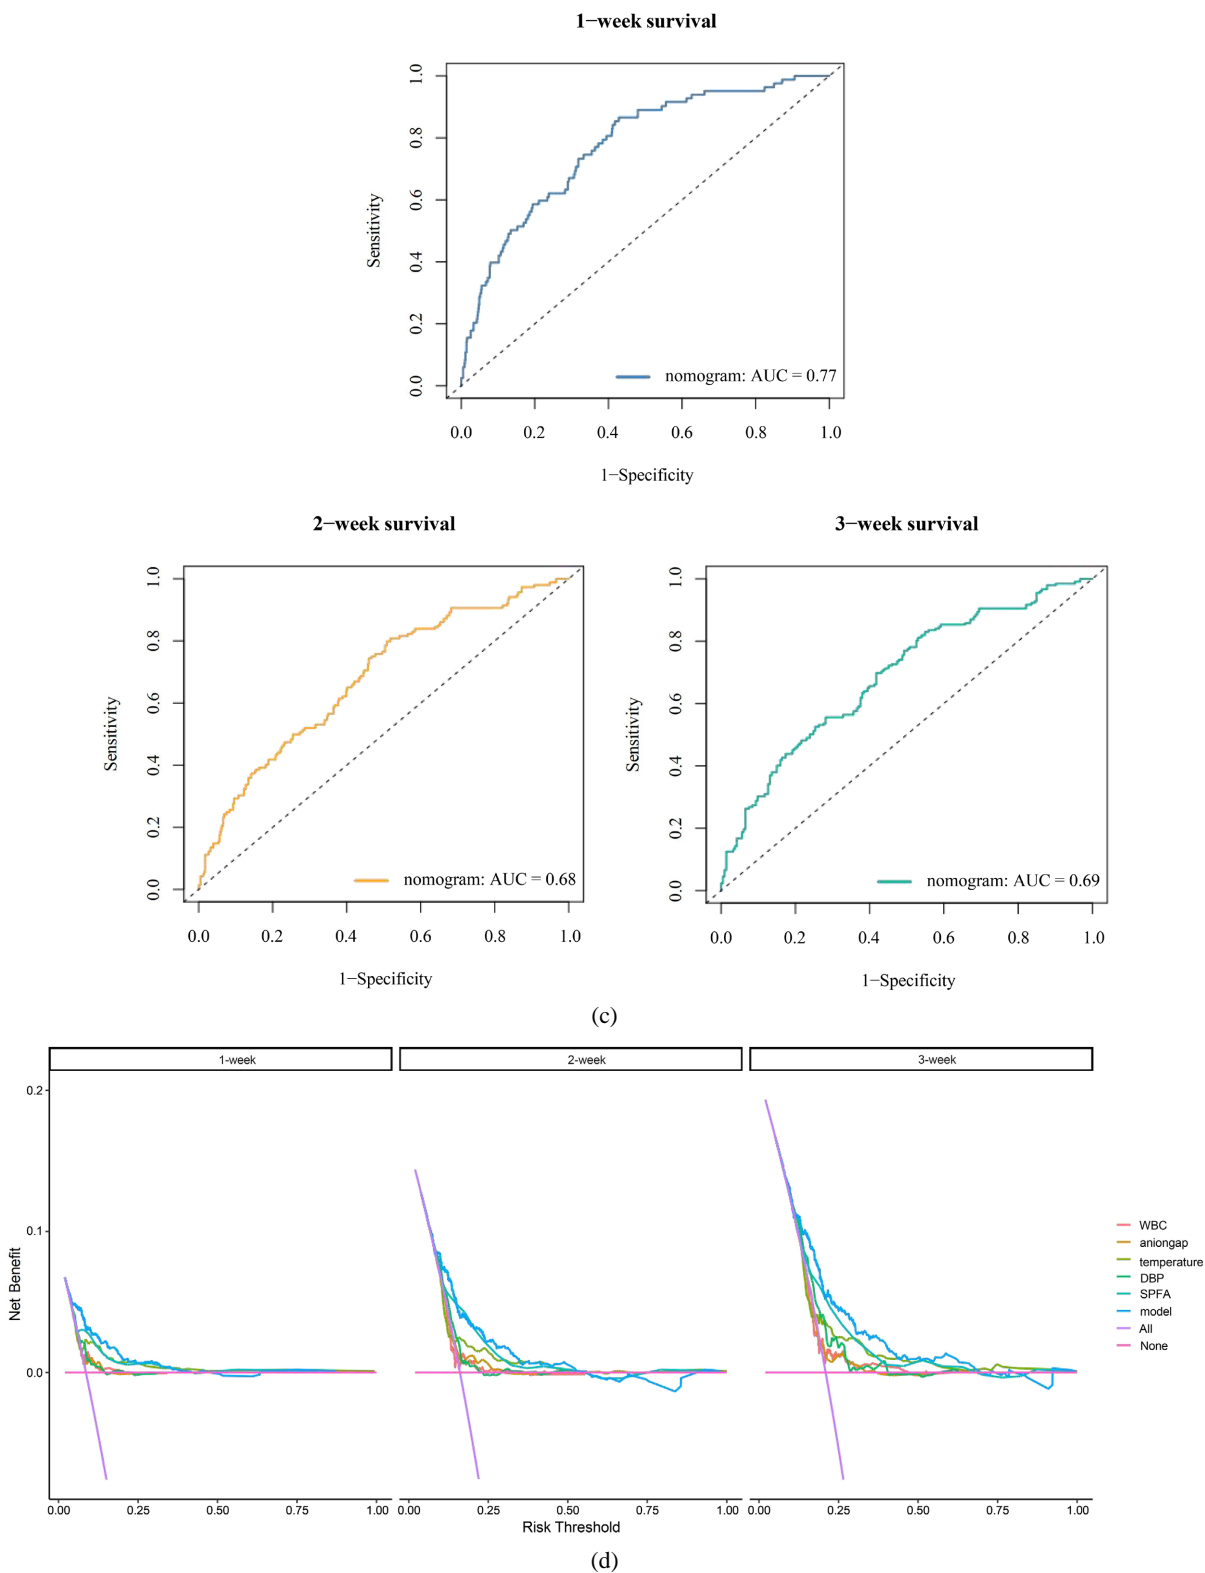 1−week survival
1.0
0.8
0.6
0.4
0.2
0.0
Sensitivity
nomogram: AUC = 0.77
0.0 0.2 0.4 0.6 0.8 1.0
1−Specificity
2−week survival
1.0
0.8
0.6
0.4
0.2
0.0
Sensitivity
nomogram: AUC = 0.68
0.0 0.2 0.4 0.6 0.8 1.0
1−Specificity
3−week survival
1.0
0.8
0.6
0.4
0.2
0.0
Sensitivity
nomogram: AUC = 0.69
0.0 0.2 0.4 0.6 0.8 1.0
1−Specificity
(c)
1-week 2-week 3-week
0.2
0.1
0.0
Net Benefit
WBC
aniongap
temperature
DBP
SPFA
model
All
None
0.00 0.25 0.50 0.75 1.00 0.00 0.25 0.50 0.75 1.00 0.00 0.25 0.50 0.75 1.00
Risk Threshold
(d)